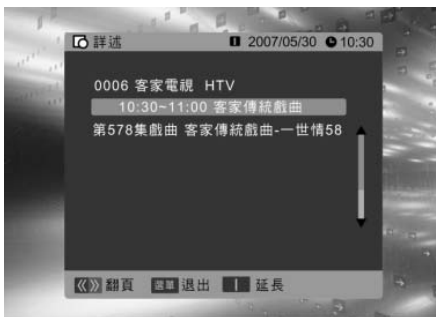 詳述 2007/05/30 10:30
0006 客家電視 HTV
10:30~11:00 客家傳統戲曲
第578集戲曲 客家傳統戲曲-一世情58
《》翻頁 選單 退出 延長